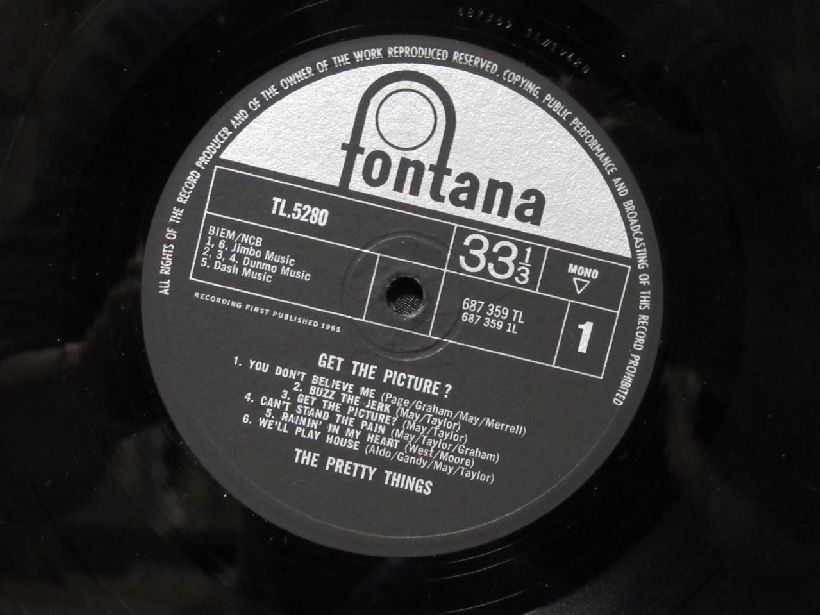 687359 1L
ALL RIGHTS OF THE RECORD PRODUCER AND OF THE OWNER OF THE WORK REPRODUCED RESERVED. COPYING, PUBLIC PERFORMANCE AND BROADCASTING OF THIS RECORD PROHIBITED
fontana
TL.5280
33⅓
MONO
BIEM/NCB
1, 6. Jimbo Music
2, 3, 4. Dunmo Music
5. Dash Music
687 359 TL
687 359 1L
1
RECORDING FIRST PUBLISHED 1965
GET THE PICTURE?
1. YOU DON'T BELIEVE ME (Page/Graham/May/Merrell)
2. BUZZ THE JERK (May/Taylor)
3. GET THE PICTURE? (May/Taylor)
4. CAN'T STAND THE PAIN (May/Taylor/Graham)
5. RAININ' IN MY HEART (West/Moore)
6. WE'LL PLAY HOUSE (Aldo/Gandy/May/Taylor)
THE PRETTY THINGS